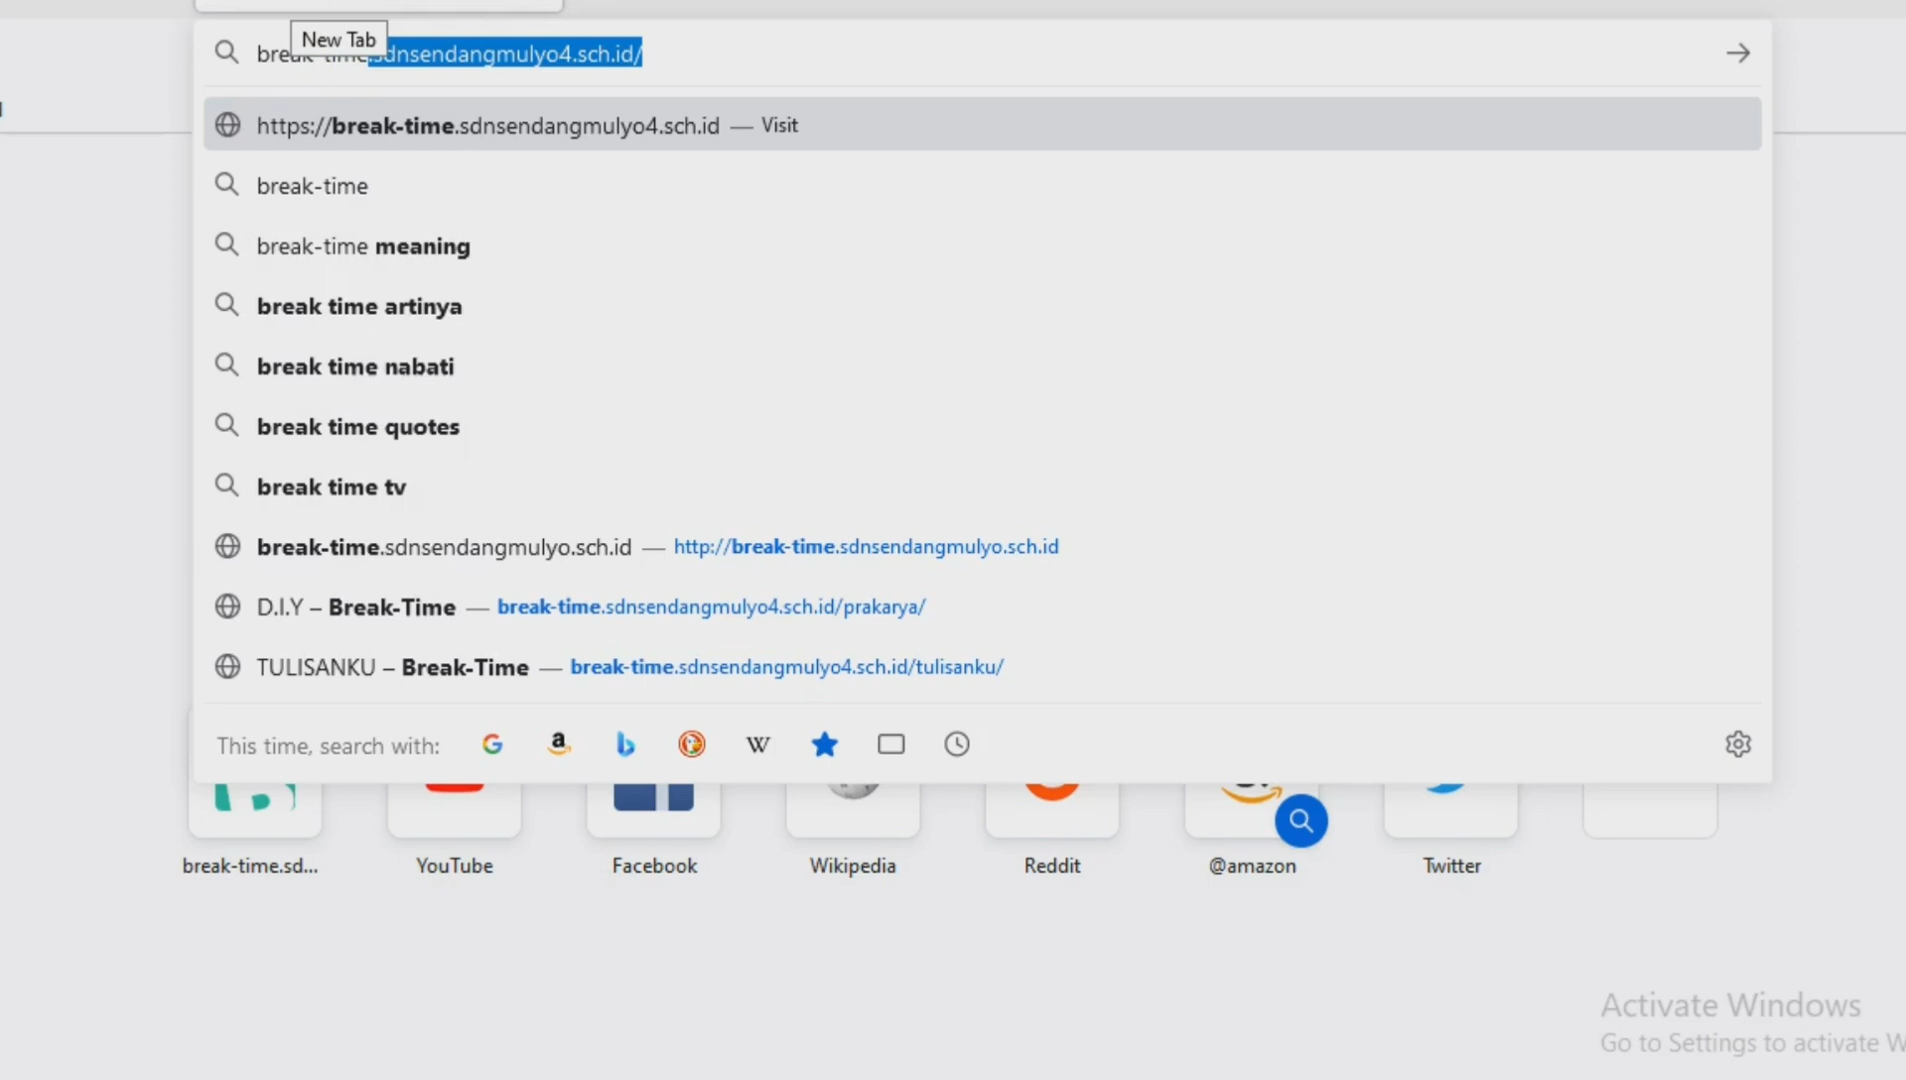 New Tab
break-time.sdnsendangmulyo4.sch.id/
https://break-time.sdnsendangmulyo4.sch.id — Visit
break-time
break-time meaning
break time artinya
break time nabati
break time quotes
break time tv
break-time.sdnsendangmulyo.sch.id — http://break-time.sdnsendangmulyo.sch.id
D.I.Y – Break-Time — break-time.sdnsendangmulyo4.sch.id/prakarya/
TULISANKU – Break-Time — break-time.sdnsendangmulyo4.sch.id/tulisanku/
This time, search with:
break-time.sd...
YouTube
Facebook
Wikipedia
Reddit
@amazon
Twitter
Activate Windows
Go to Settings to activate W